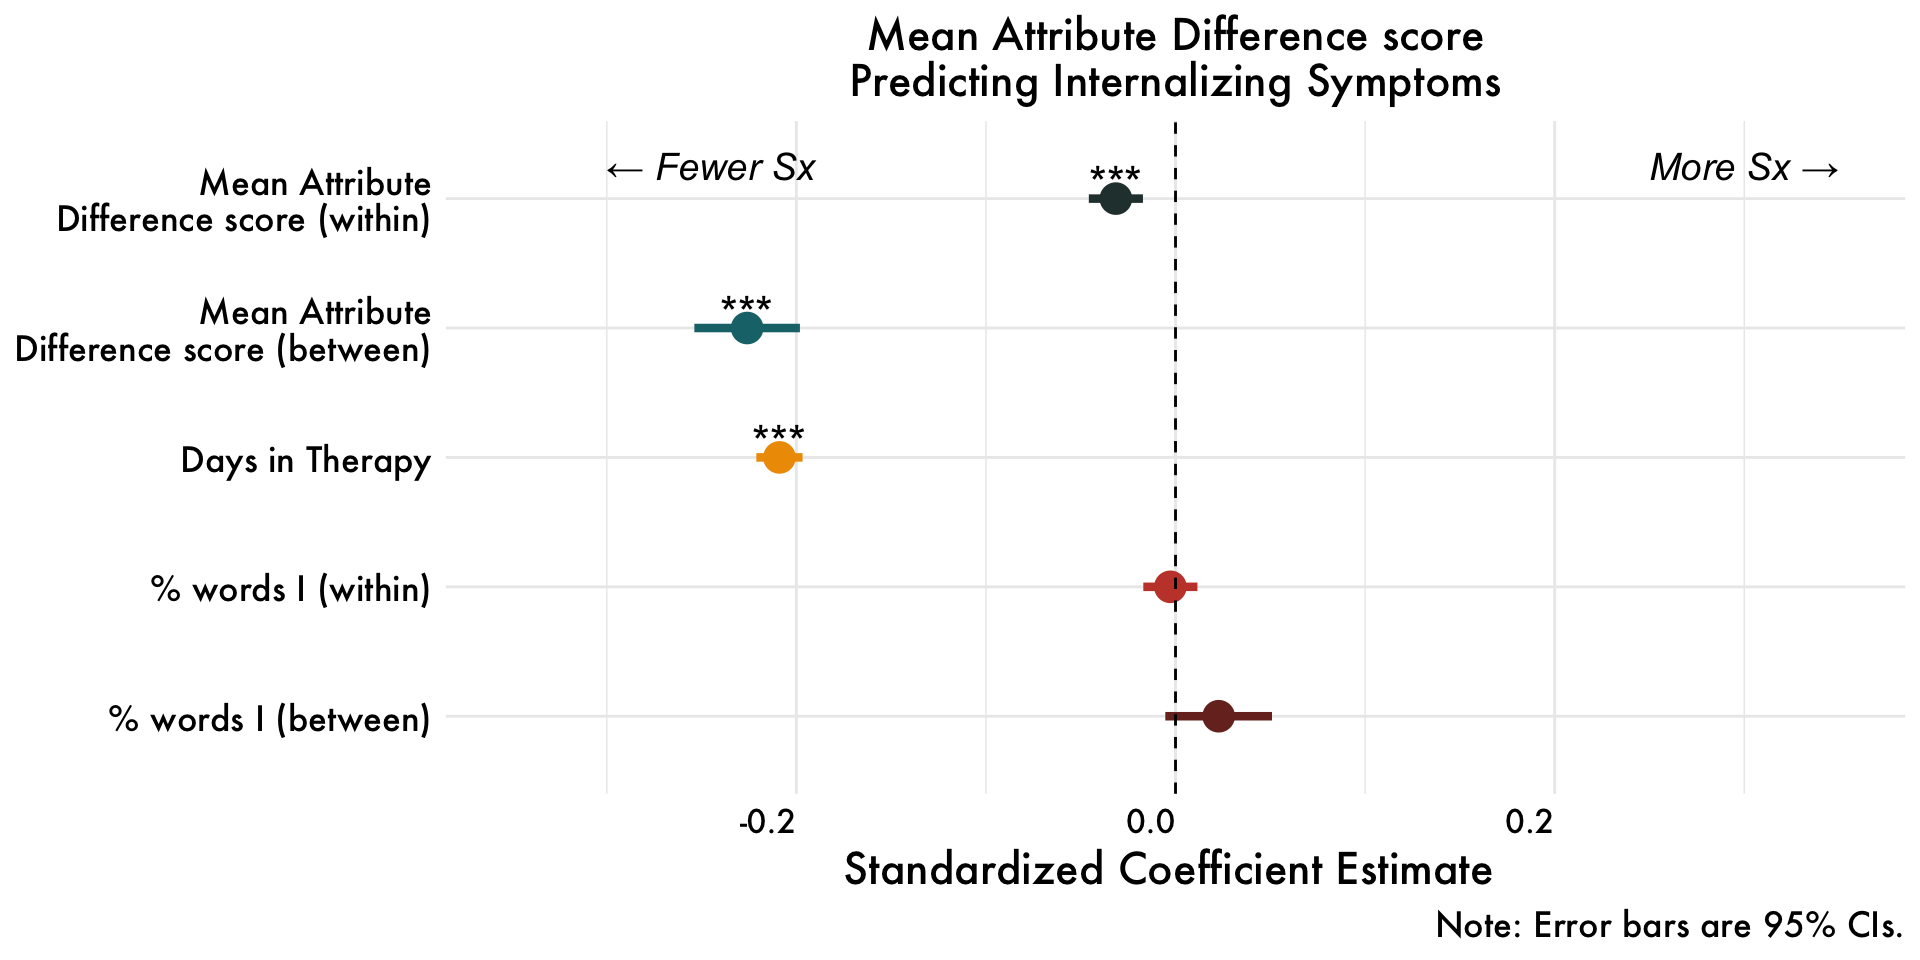 Mean Attribute Difference score
Predicting Internalizing Symptoms
← Fewer Sx
More Sx →
Mean Attribute
Difference score (within)
***
Mean Attribute
Difference score (between)
***
Days in Therapy
***
% words I (within)
% words I (between)
-0.2
0.0
0.2
Standardized Coefficient Estimate
Note: Error bars are 95% CIs.